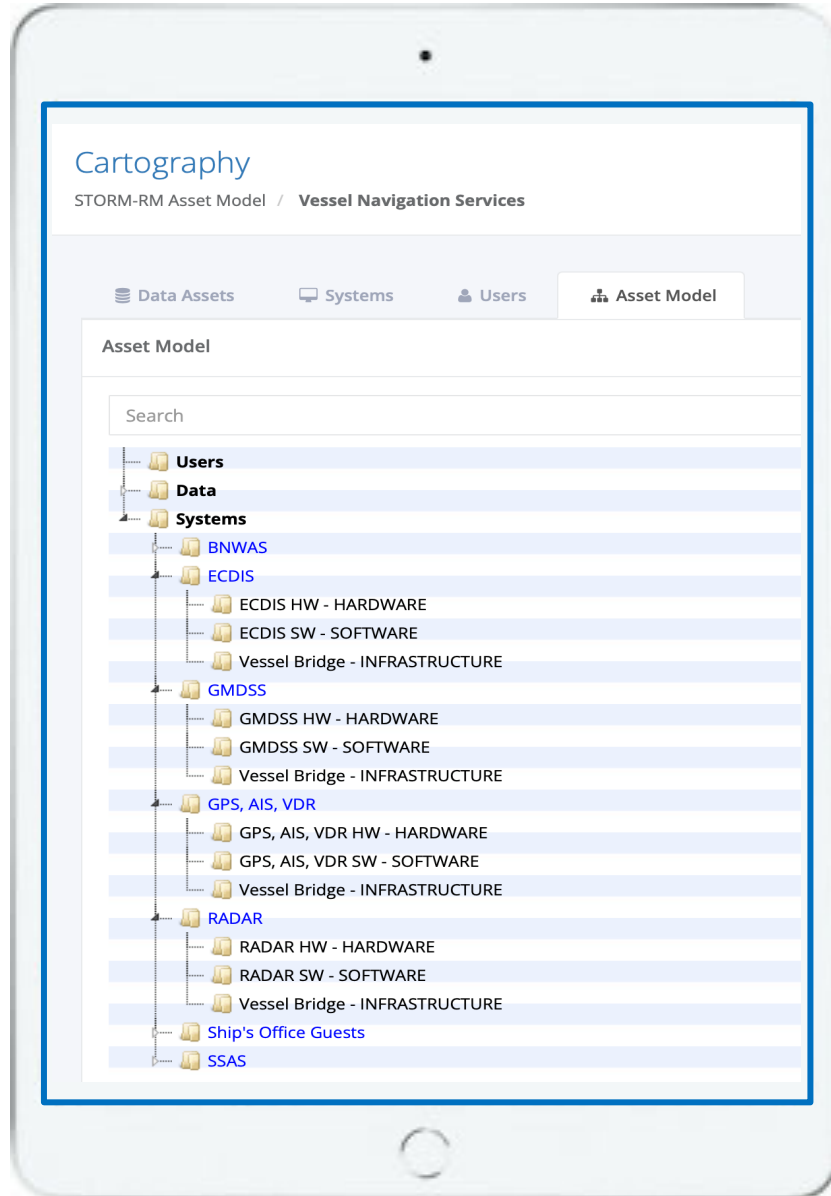 Cartography
STORM-RM Asset Model / Vessel Navigation Services
Data Assets Systems Users Asset Model
Asset Model
Search
Users
Data
Systems
BNWAS
ECDIS
ECDIS HW - HARDWARE
ECDIS SW - SOFTWARE
Vessel Bridge - INFRASTRUCTURE
GMDSS
GMDSS HW - HARDWARE
GMDSS SW - SOFTWARE
Vessel Bridge - INFRASTRUCTURE
GPS, AIS, VDR
GPS, AIS, VDR HW - HARDWARE
GPS, AIS, VDR SW - SOFTWARE
Vessel Bridge - INFRASTRUCTURE
RADAR
RADAR HW - HARDWARE
RADAR SW - SOFTWARE
Vessel Bridge - INFRASTRUCTURE
Ship's Office Guests
SSAS